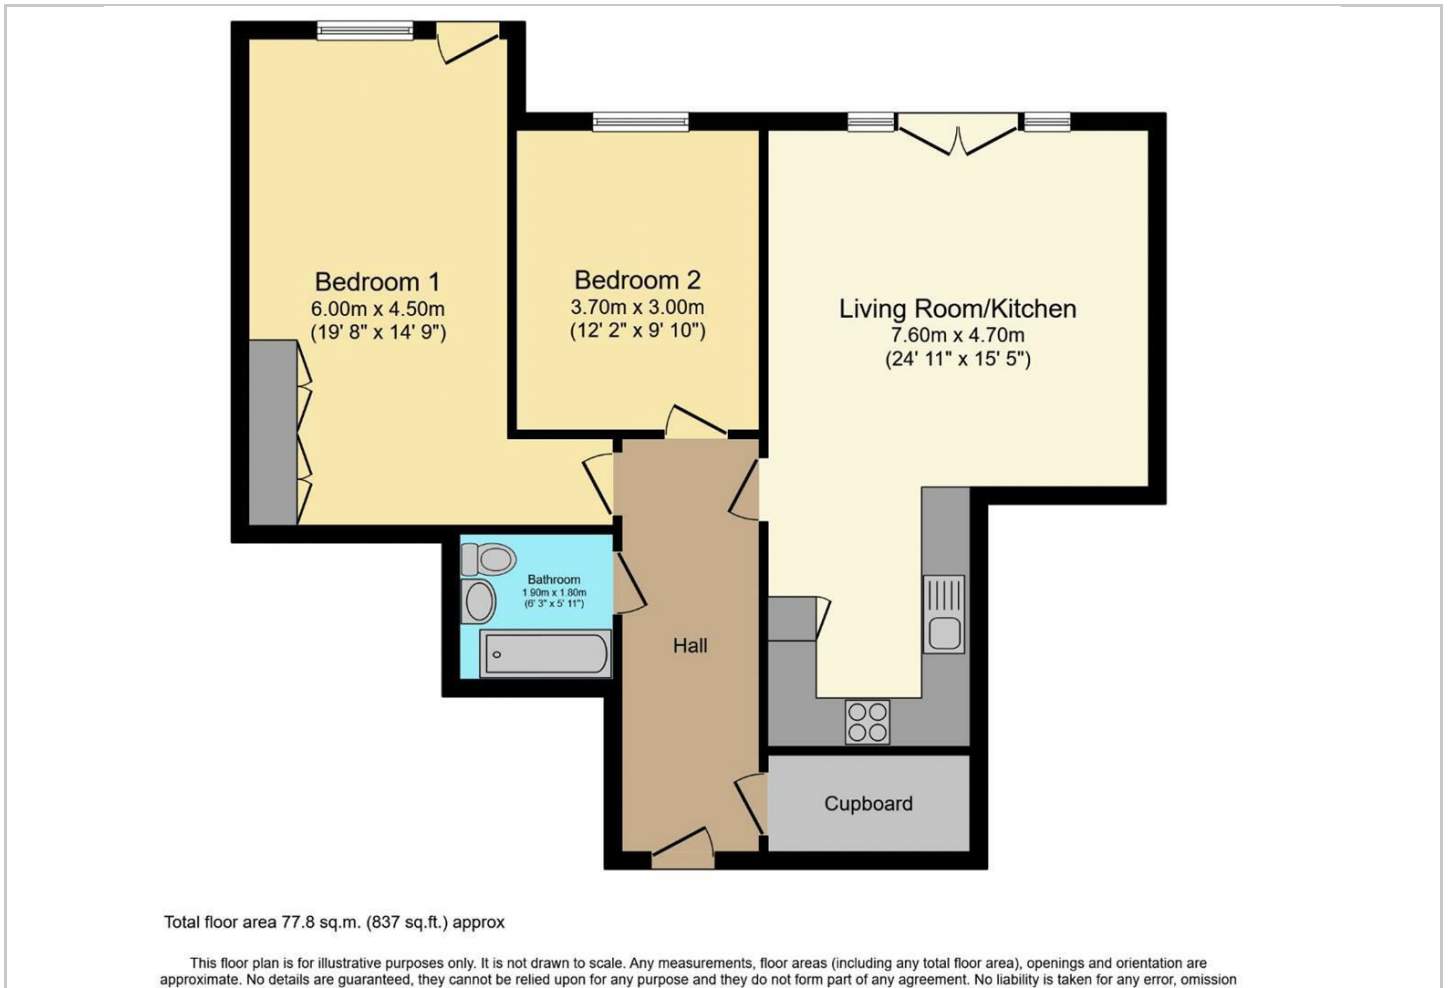 Bedroom 1
6.00m x 4.50m
(19' 8" x 14' 9")
Bedroom 2
3.70m x 3.00m
(12' 2" x 9' 10")
Living Room/Kitchen
7.60m x 4.70m
(24' 11" x 15' 5")
Bathroom
1.90m x 1.80m
(6' 3" x 5' 11")
Hall
Cupboard
Total floor area 77.8 sq.m. (837 sq.ft.) approx
This floor plan is for illustrative purposes only. It is not drawn to scale. Any measurements, floor areas (including any total floor area), openings and orientation are
approximate. No details are guaranteed, they cannot be relied upon for any purpose and they do not form part of any agreement. No liability is taken for any error, omission